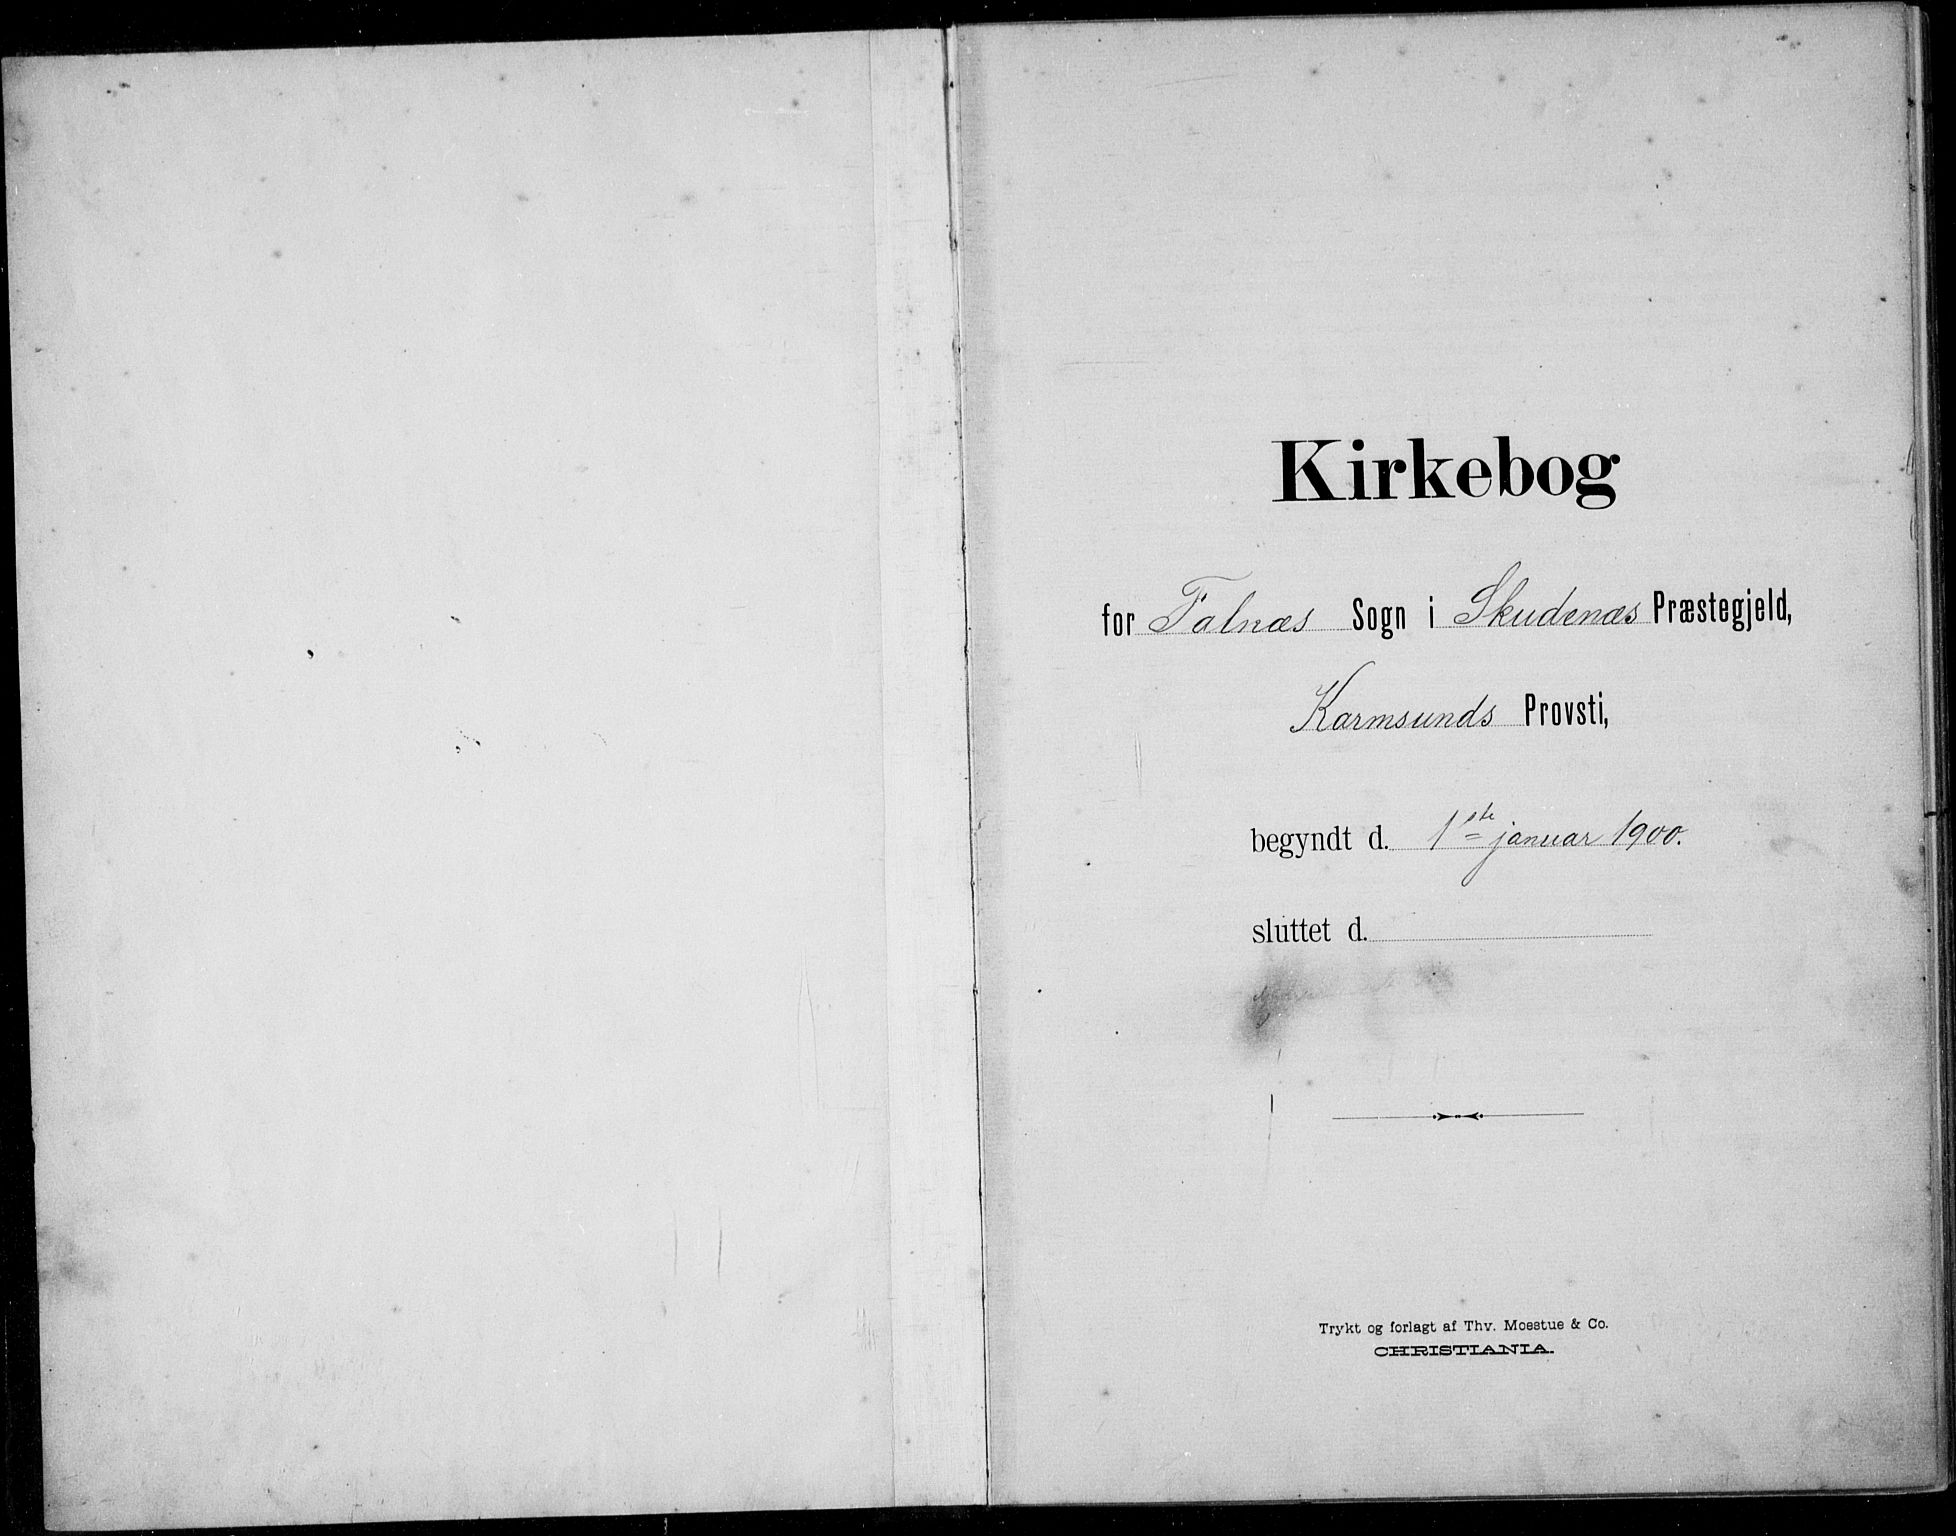 Kirkebog
for Falnæs Sogn i Skudenæs Præstegjeld,
Karmsunds Provsti,
begyndt d. 1ste januar 1900.
sluttet d.
Trykt og forlagt af Thv. Moestue & Co.
CHRISTIANIA.